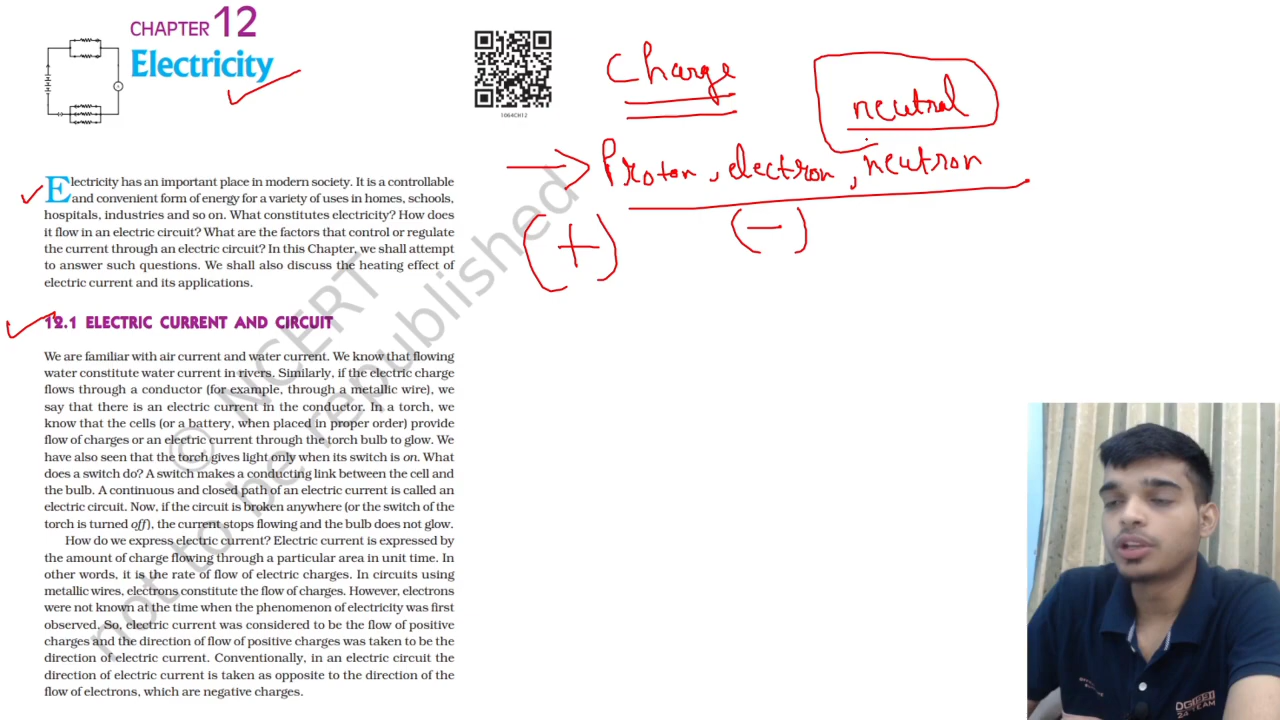 CHAPTER 12
Electricity
1064CH12
Electricity has an important place in modern society. It is a controllable
and convenient form of energy for a variety of uses in homes, schools,
hospitals, industries and so on. What constitutes electricity? How does
it flow in an electric circuit? What are the factors that control or regulate
the current through an electric circuit? In this Chapter, we shall attempt
to answer such questions. We shall also discuss the heating effect of
electric current and its applications.
12.1 ELECTRIC CURRENT AND CIRCUIT
We are familiar with air current and water current. We know that flowing
water constitute water current in rivers. Similarly, if the electric charge
flows through a conductor (for example, through a metallic wire), we
say that there is an electric current in the conductor. In a torch, we
know that the cells (or a battery, when placed in proper order) provide
flow of charges or an electric current through the torch bulb to glow. We
have also seen that the torch gives light only when its switch is on. What
does a switch do? A switch makes a conducting link between the cell and
the bulb. A continuous and closed path of an electric current is called an
electric circuit. Now, if the circuit is broken anywhere (or the switch of the
torch is turned off), the current stops flowing and the bulb does not glow.
How do we express electric current? Electric current is expressed by
the amount of charge flowing through a particular area in unit time. In
other words, it is the rate of flow of electric charges. In circuits using
metallic wires, electrons constitute the flow of charges. However, electrons
were not known at the time when the phenomenon of electricity was first
observed. So, electric current was considered to be the flow of positive
charges and the direction of flow of positive charges was taken to be the
direction of electric current. Conventionally, in an electric circuit the
direction of electric current is taken as opposite to the direction of the
flow of electrons, which are negative charges.
© NCERT
not to be republished
Charge
neutral
Proton, electron, neutron
(+) (−)
DGI 1991
24 TEAM